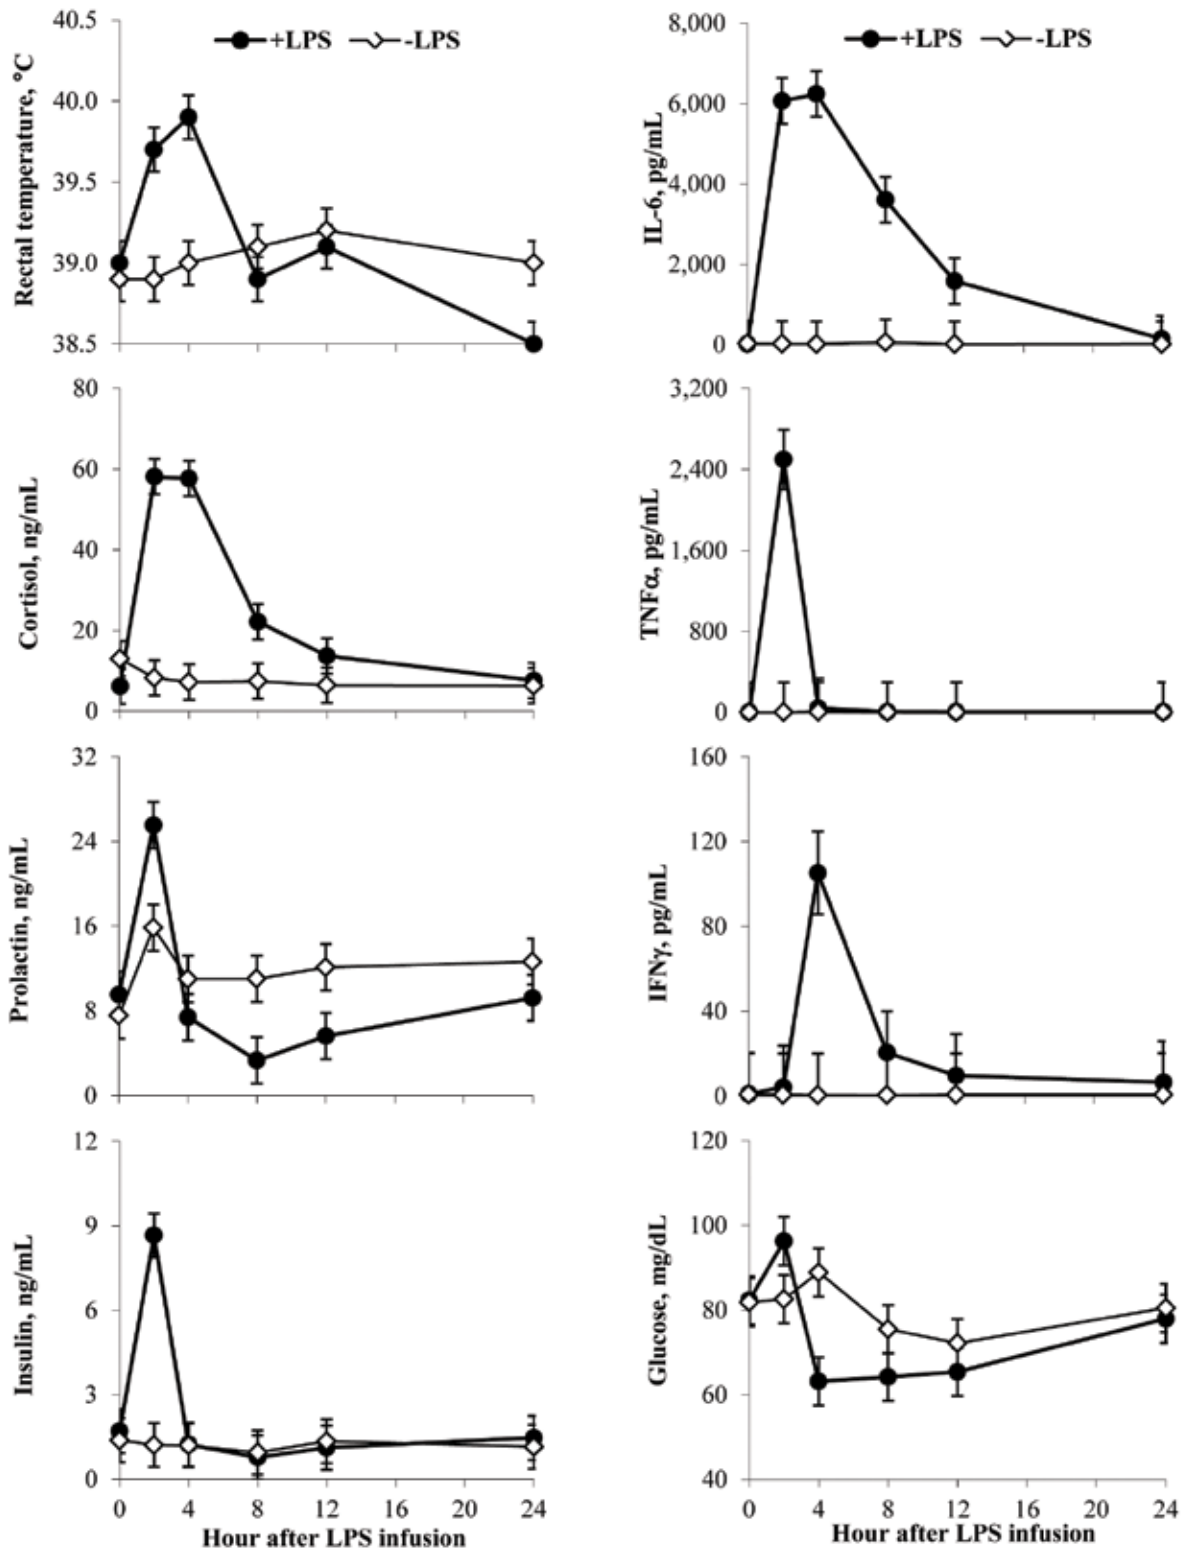 Rectal temperature, °C
40.5
40.0
39.5
39.0
38.5
+LPS -LPS
IL-6, pg/mL
8,000
6,000
4,000
2,000
0
+LPS -LPS
Cortisol, ng/mL
80
60
40
20
0
TNFα, pg/mL
3,200
2,400
1,600
800
0
Prolactin, ng/mL
32
24
16
8
0
IFNγ, pg/mL
160
120
80
40
0
Insulin, ng/mL
12
9
6
3
0
0 4 8 12 16 20 24
Hour after LPS infusion
Glucose, mg/dL
120
100
80
60
40
0 4 8 12 16 20 24
Hour after LPS infusion